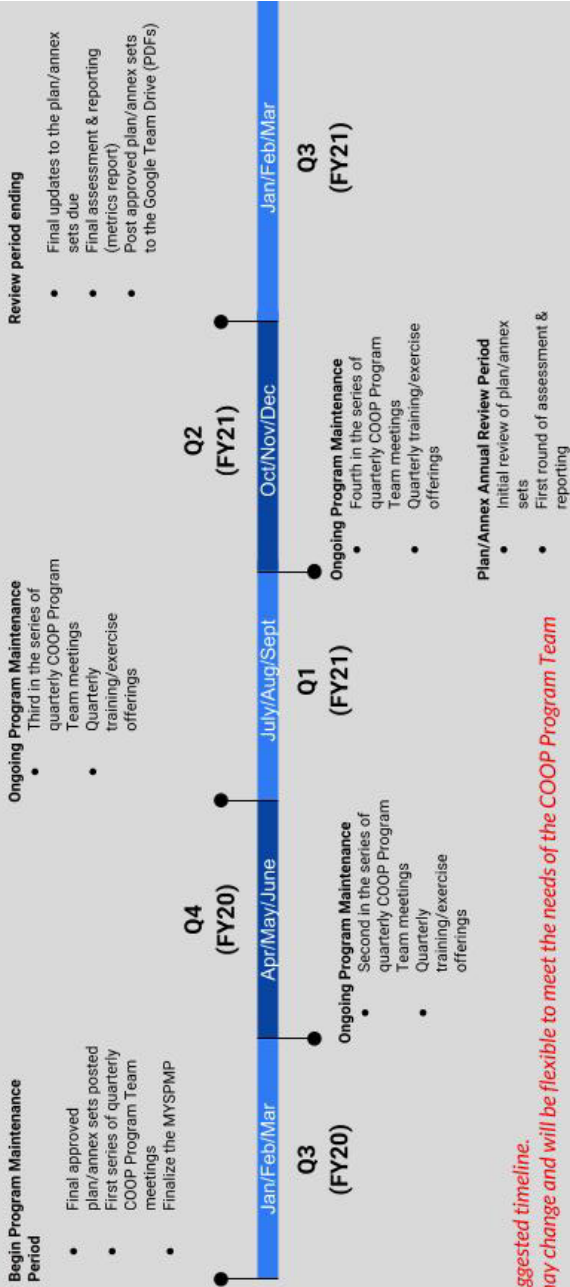 Begin Program Maintenance
Period
● Final approved
plan/annex sets posted
● First series of quarterly
COOP Program Team
meetings
● Finalize the MYSPMP
Jan/Feb/Mar
Q3
(FY20)
Q4
(FY20)
Apr/May/June
Ongoing Program Maintenance
● Second in the series of
quarterly COOP Program
Team meetings
● Quarterly
training/exercise
offerings
Ongoing Program Maintenance
● Third in the series of
quarterly COOP Program
Team meetings
● Quarterly
training/exercise
offerings
July/Aug/Sept
Q1
(FY21)
Q2
(FY21)
Oct/Nov/Dec
Ongoing Program Maintenance
● Fourth in the series of
quarterly COOP Program
Team meetings
● Quarterly training/exercise
offerings
Plan/Annex Annual Review Period
● Initial review of plan/annex
sets
● First round of assessment &
reporting
Review period ending
● Final updates to the plan/annex
sets due
● Final assessment & reporting
(metrics report)
● Post approved plan/annex sets
to the Google Team Drive (PDFs)
Jan/Feb/Mar
Q3
(FY21)
ggested timeline.
may change and will be flexible to meet the needs of the COOP Program Team